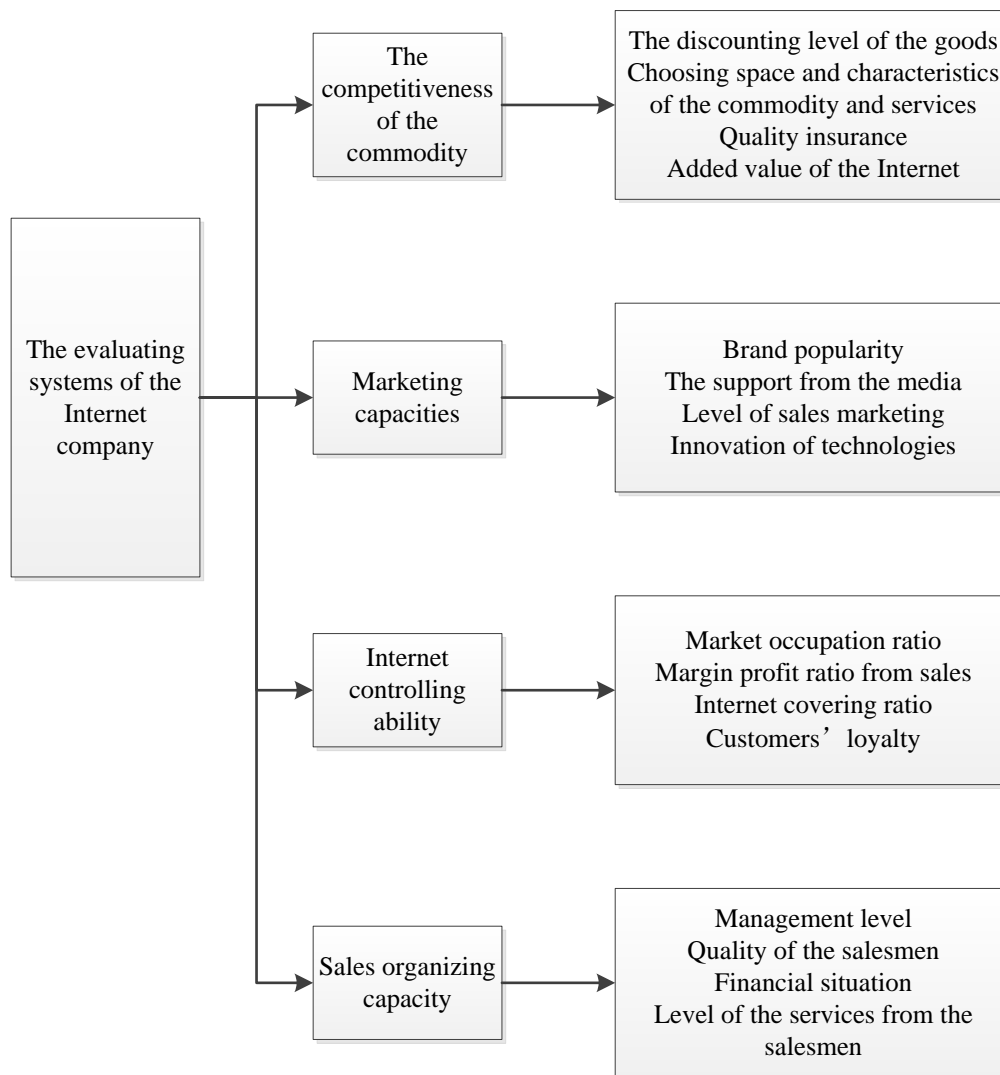 The evaluating
systems of the
Internet
company
The
competitiveness
of the
commodity
The discounting level of the goods
Choosing space and characteristics
of the commodity and services
Quality insurance
Added value of the Internet
Marketing
capacities
Brand popularity
The support from the media
Level of sales marketing
Innovation of technologies
Internet
controlling
ability
Market occupation ratio
Margin profit ratio from sales
Internet covering ratio
Customers’ loyalty
Sales organizing
capacity
Management level
Quality of the salesmen
Financial situation
Level of the services from the
salesmen